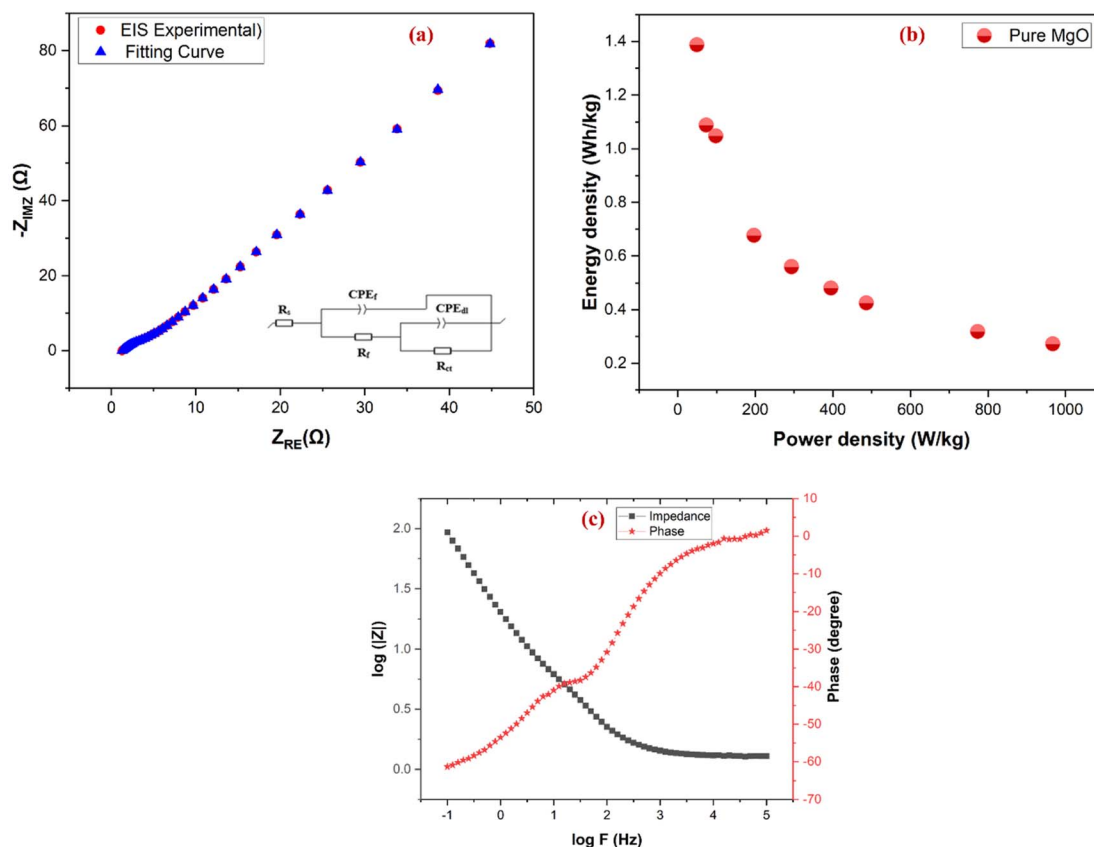 (a)
EIS Experimental)
Fitting Curve
80
60
40
20
0
-Z_IMZ (Ω)
CPE_f
R_s
CPE_dl
R_f
R_ct
0 10 20 30 40 50
Z_RE(Ω)
(b)
Pure MgO
1.4
1.2
1.0
0.8
0.6
0.4
0.2
Energy density (Wh/kg)
0 200 400 600 800 1000
Power density (W/kg)
(c)
Impedance
Phase
2.0
1.5
1.0
0.5
0.0
log (|Z|)
10
0
-10
-20
-30
-40
-50
-60
-70
Phase (degree)
-1 0 1 2 3 4 5
log F (Hz)